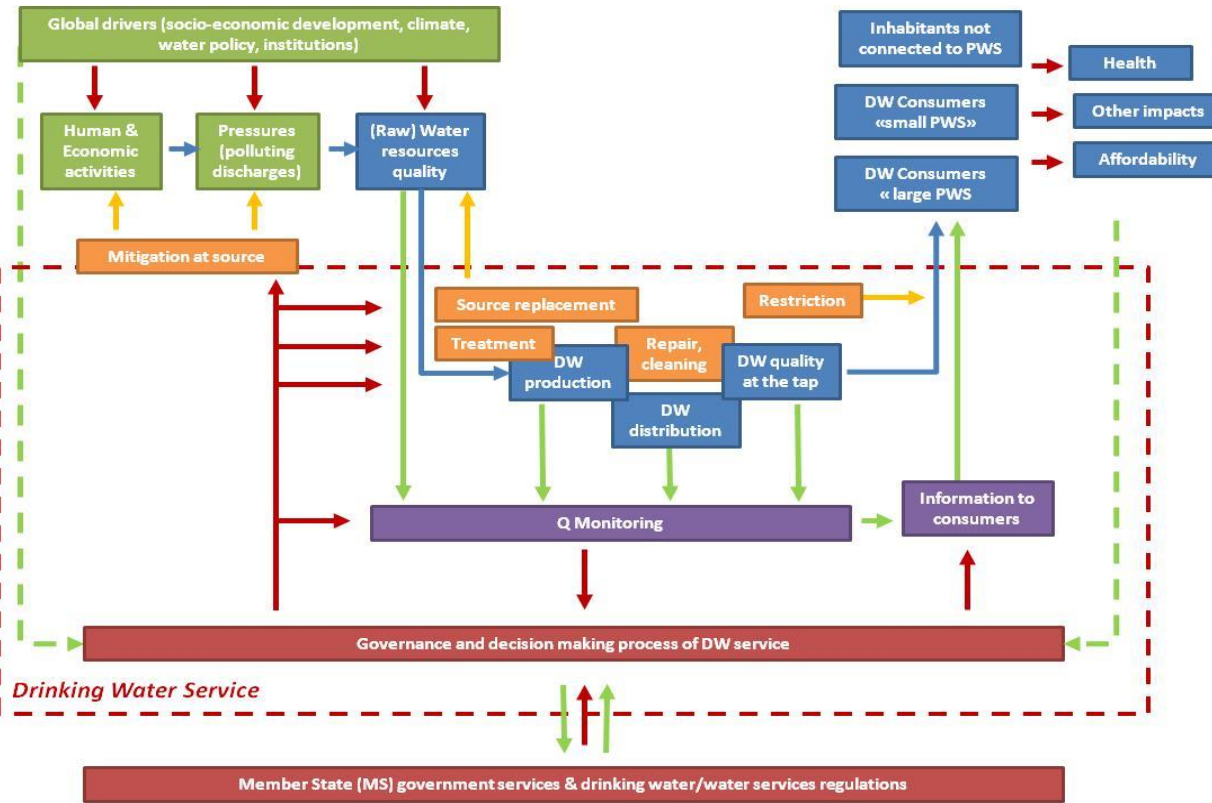 Global drivers (socio-economic development, climate,
water policy, institutions)
Inhabitants not
connected to PWS
Health
DW Consumers
«small PWS»
Other impacts
Human &
Economic
activities
Pressures
(polluting
discharges)
(Raw) Water
resources
quality
DW Consumers
« large PWS
Affordability
Mitigation at source
Source replacement
Restriction
Treatment
Repair,
cleaning
DW
production
DW quality
at the tap
DW
distribution
Information to
consumers
Q Monitoring
Governance and decision making process of DW service
Drinking Water Service
Member State (MS) government services & drinking water/water services regulations